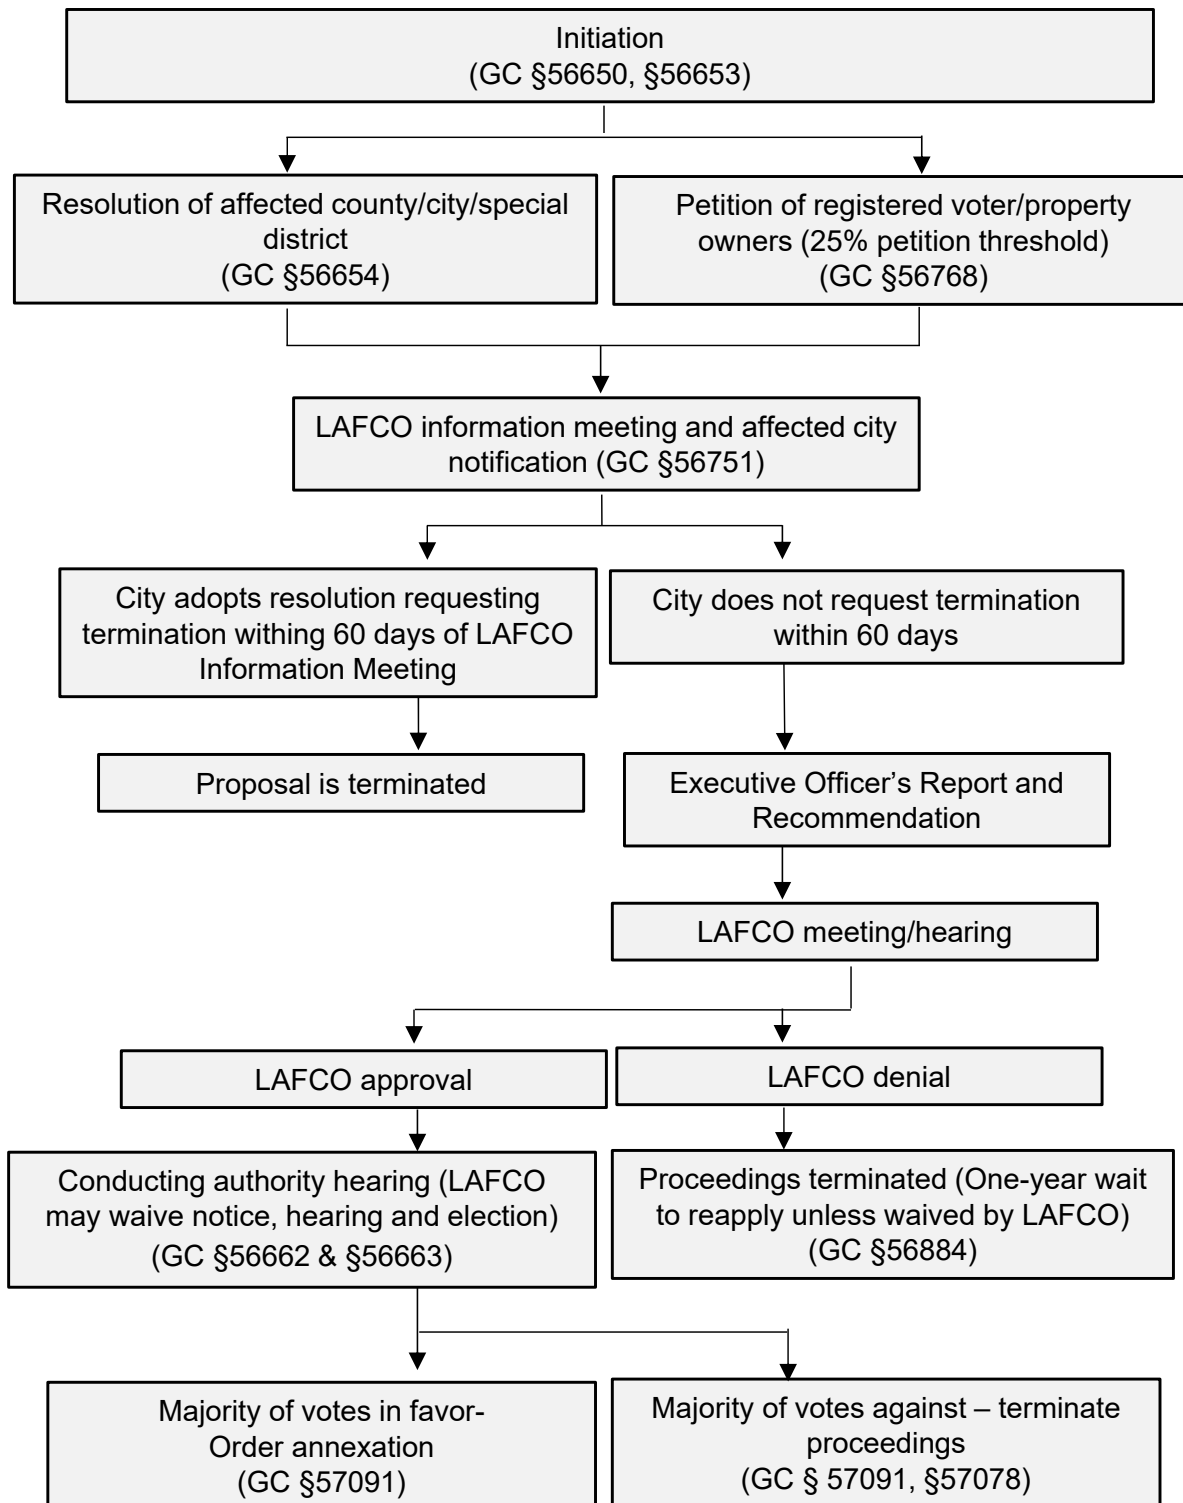 Initiation
(GC §56650, §56653)
Resolution of affected county/city/special
district
(GC §56654)
Petition of registered voter/property
owners (25% petition threshold)
(GC §56768)
LAFCO information meeting and affected city
notification (GC §56751)
City adopts resolution requesting
termination withing 60 days of LAFCO
Information Meeting
City does not request termination
within 60 days
Proposal is terminated
Executive Officer’s Report and
Recommendation
LAFCO meeting/hearing
LAFCO approval
LAFCO denial
Conducting authority hearing (LAFCO
may waive notice, hearing and election)
(GC §56662 & §56663)
Proceedings terminated (One-year wait
to reapply unless waived by LAFCO)
(GC §56884)
Majority of votes in favor-
Order annexation
(GC §57091)
Majority of votes against – terminate
proceedings
(GC § 57091, §57078)